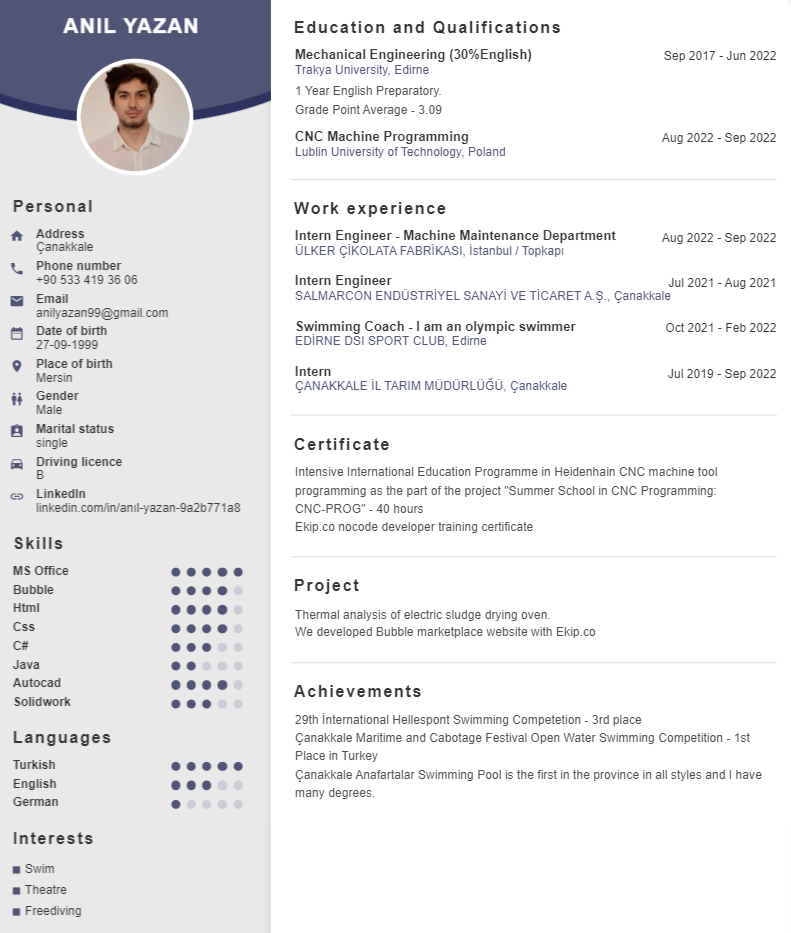 ANIL YAZAN
Personal
Address
Çanakkale
Phone number
+90 533 419 36 06
Email
anilyazan99@gmail.com
Date of birth
27-09-1999
Place of birth
Mersin
Gender
Male
Marital status
single
Driving licence
B
LinkedIn
linkedin.com/in/anıl-yazan-9a2b771a8
Skills
MS Office
Bubble
Html
Css
C#
Java
Autocad
Solidwork
Languages
Turkish
English
German
Interests
Swim
Theatre
Freediving
Education and Qualifications
Mechanical Engineering (30%English) Sep 2017 - Jun 2022
Trakya University, Edirne
1 Year English Preparatory.
Grade Point Average - 3.09
CNC Machine Programming Aug 2022 - Sep 2022
Lublin University of Technology, Poland
Work experience
Intern Engineer - Machine Maintenance Department Aug 2022 - Sep 2022
ÜLKER ÇİKOLATA FABRİKASI, İstanbul / Topkapı
Intern Engineer Jul 2021 - Aug 2021
SALMARCON ENDÜSTRİYEL SANAYİ VE TİCARET A.Ş., Çanakkale
Swimming Coach - I am an olympic swimmer Oct 2021 - Feb 2022
EDİRNE DSI SPORT CLUB, Edirne
Intern Jul 2019 - Sep 2022
ÇANAKKALE İL TARIM MÜDÜRLÜĞÜ, Çanakkale
Certificate
Intensive International Education Programme in Heidenhain CNC machine tool
programming as the part of the project "Summer School in CNC Programming:
CNC-PROG" - 40 hours
Ekip.co nocode developer training certificate
Project
Thermal analysis of electric sludge drying oven.
We developed Bubble marketplace website with Ekip.co
Achievements
29th İnternational Hellespont Swimming Competetion - 3rd place
Çanakkale Maritime and Cabotage Festival Open Water Swimming Competition - 1st
Place in Turkey
Çanakkale Anafartalar Swimming Pool is the first in the province in all styles and I have
many degrees.